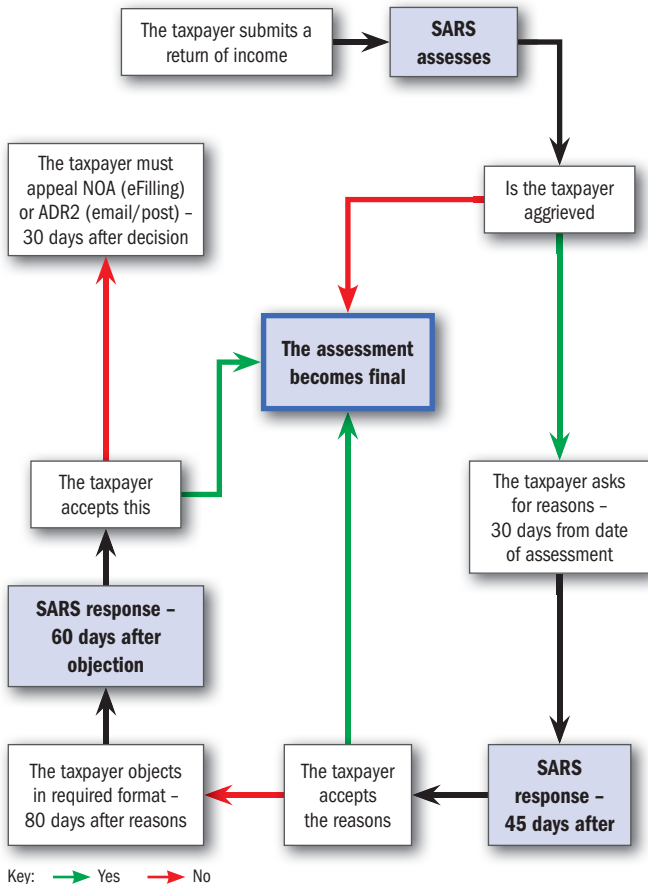 The taxpayer submits a
return of income
SARS
assesses
The taxpayer must
appeal NOA (eFilling)
or ADR2 (email/post) –
30 days after decision
Is the taxpayer
aggrieved
The assessment
becomes final
The taxpayer
accepts this
The taxpayer asks
for reasons –
30 days from date
of assessment
SARS response –
60 days after
objection
The taxpayer objects
in required format –
80 days after reasons
The taxpayer
accepts
the reasons
SARS
response –
45 days after
Key: Yes No